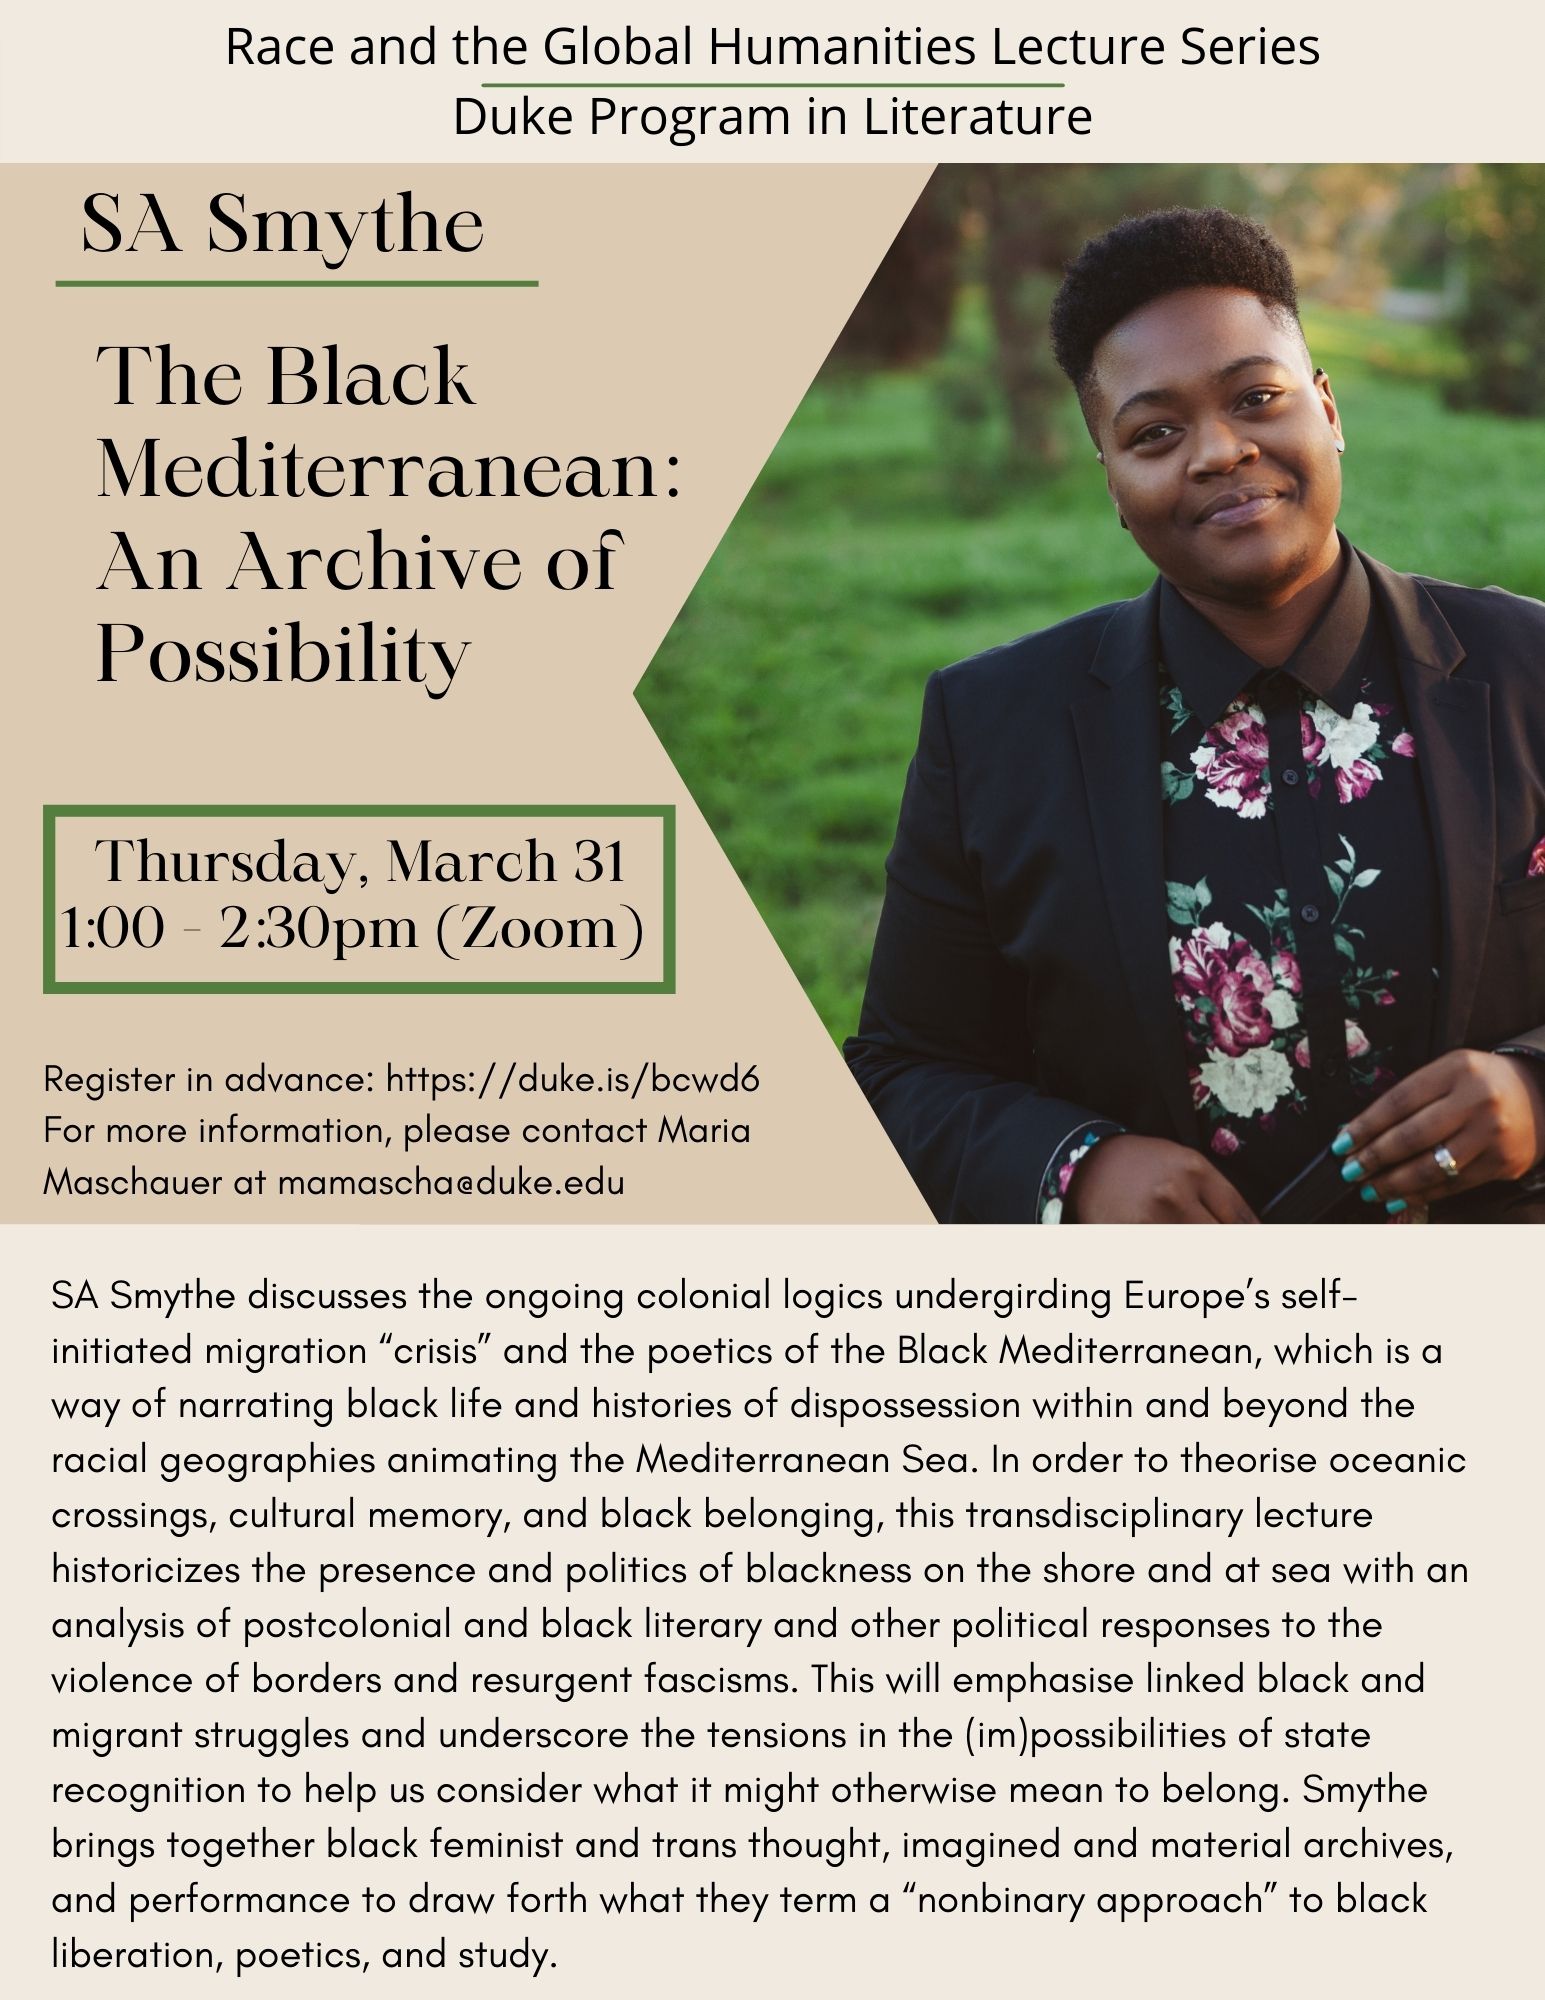 Race and the Global Humanities Lecture Series
Duke Program in Literature
SA Smythe
The Black
Mediterranean:
An Archive of
Possibility
Thursday, March 31
1:00 - 2:30pm (Zoom)
Register in advance: https://duke.is/bcwd6
For more information, please contact Maria
Maschauer at mamascha@duke.edu
SA Smythe discusses the ongoing colonial logics undergirding Europe’s self-
initiated migration “crisis” and the poetics of the Black Mediterranean, which is a
way of narrating black life and histories of dispossession within and beyond the
racial geographies animating the Mediterranean Sea. In order to theorise oceanic
crossings, cultural memory, and black belonging, this transdisciplinary lecture
historicizes the presence and politics of blackness on the shore and at sea with an
analysis of postcolonial and black literary and other political responses to the
violence of borders and resurgent fascisms. This will emphasise linked black and
migrant struggles and underscore the tensions in the (im)possibilities of state
recognition to help us consider what it might otherwise mean to belong. Smythe
brings together black feminist and trans thought, imagined and material archives,
and performance to draw forth what they term a “nonbinary approach” to black
liberation, poetics, and study.